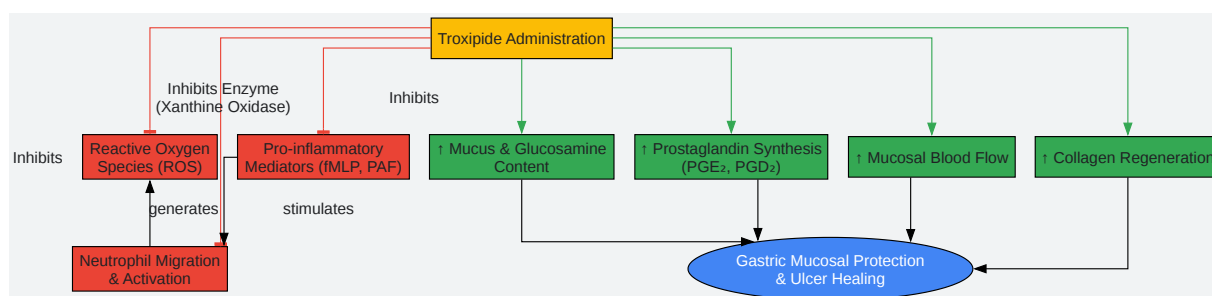 Troxipide Administration
Inhibits Enzyme
(Xanthine Oxidase)
Inhibits
Reactive Oxygen
Species (ROS)
Pro-inflammatory
Mediators (fMLP, PAF)
↑ Mucus & Glucosamine
Content
↑ Prostaglandin Synthesis
(PGE₂, PGD₂)
↑ Mucosal Blood Flow
↑ Collagen Regeneration
Inhibits
generates
stimulates
Neutrophil Migration
& Activation
Gastric Mucosal Protection
& Ulcer Healing